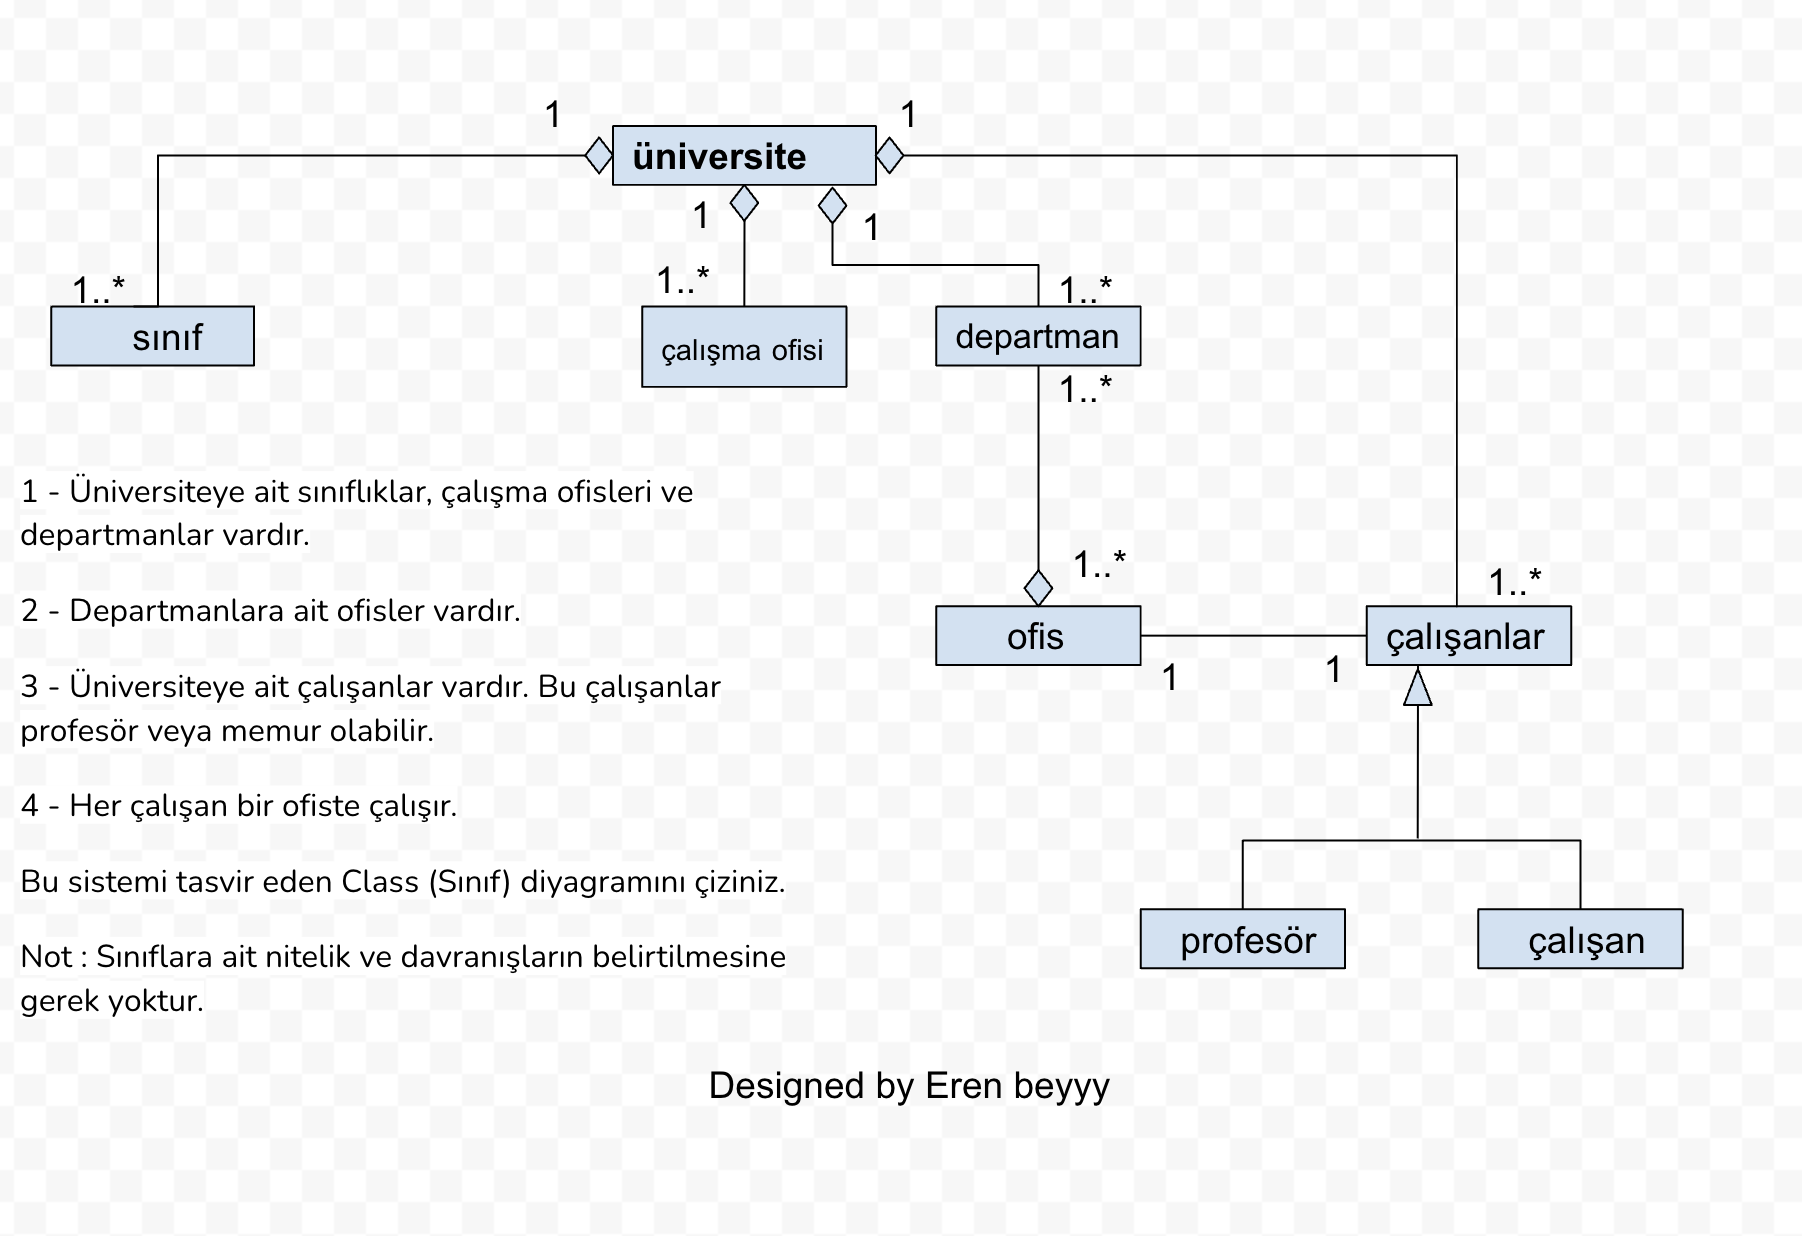 1
1
üniversite
1
1
1..*
1..*
1..*
sınıf
çalışma ofisi
departman
1..*
1 - Üniversiteye ait sınıflıklar, çalışma ofisleri ve
departmanlar vardır.
2 - Departmanlara ait ofisler vardır.
3 - Üniversiteye ait çalışanlar vardır. Bu çalışanlar
profesör veya memur olabilir.
4 - Her çalışan bir ofiste çalışır.
Bu sistemi tasvir eden Class (Sınıf) diyagramını çiziniz.
Not : Sınıflara ait nitelik ve davranışların belirtilmesine
gerek yoktur.
1..*
1..*
ofis
çalışanlar
1
1
profesör
çalışan
Designed by Eren beyyy